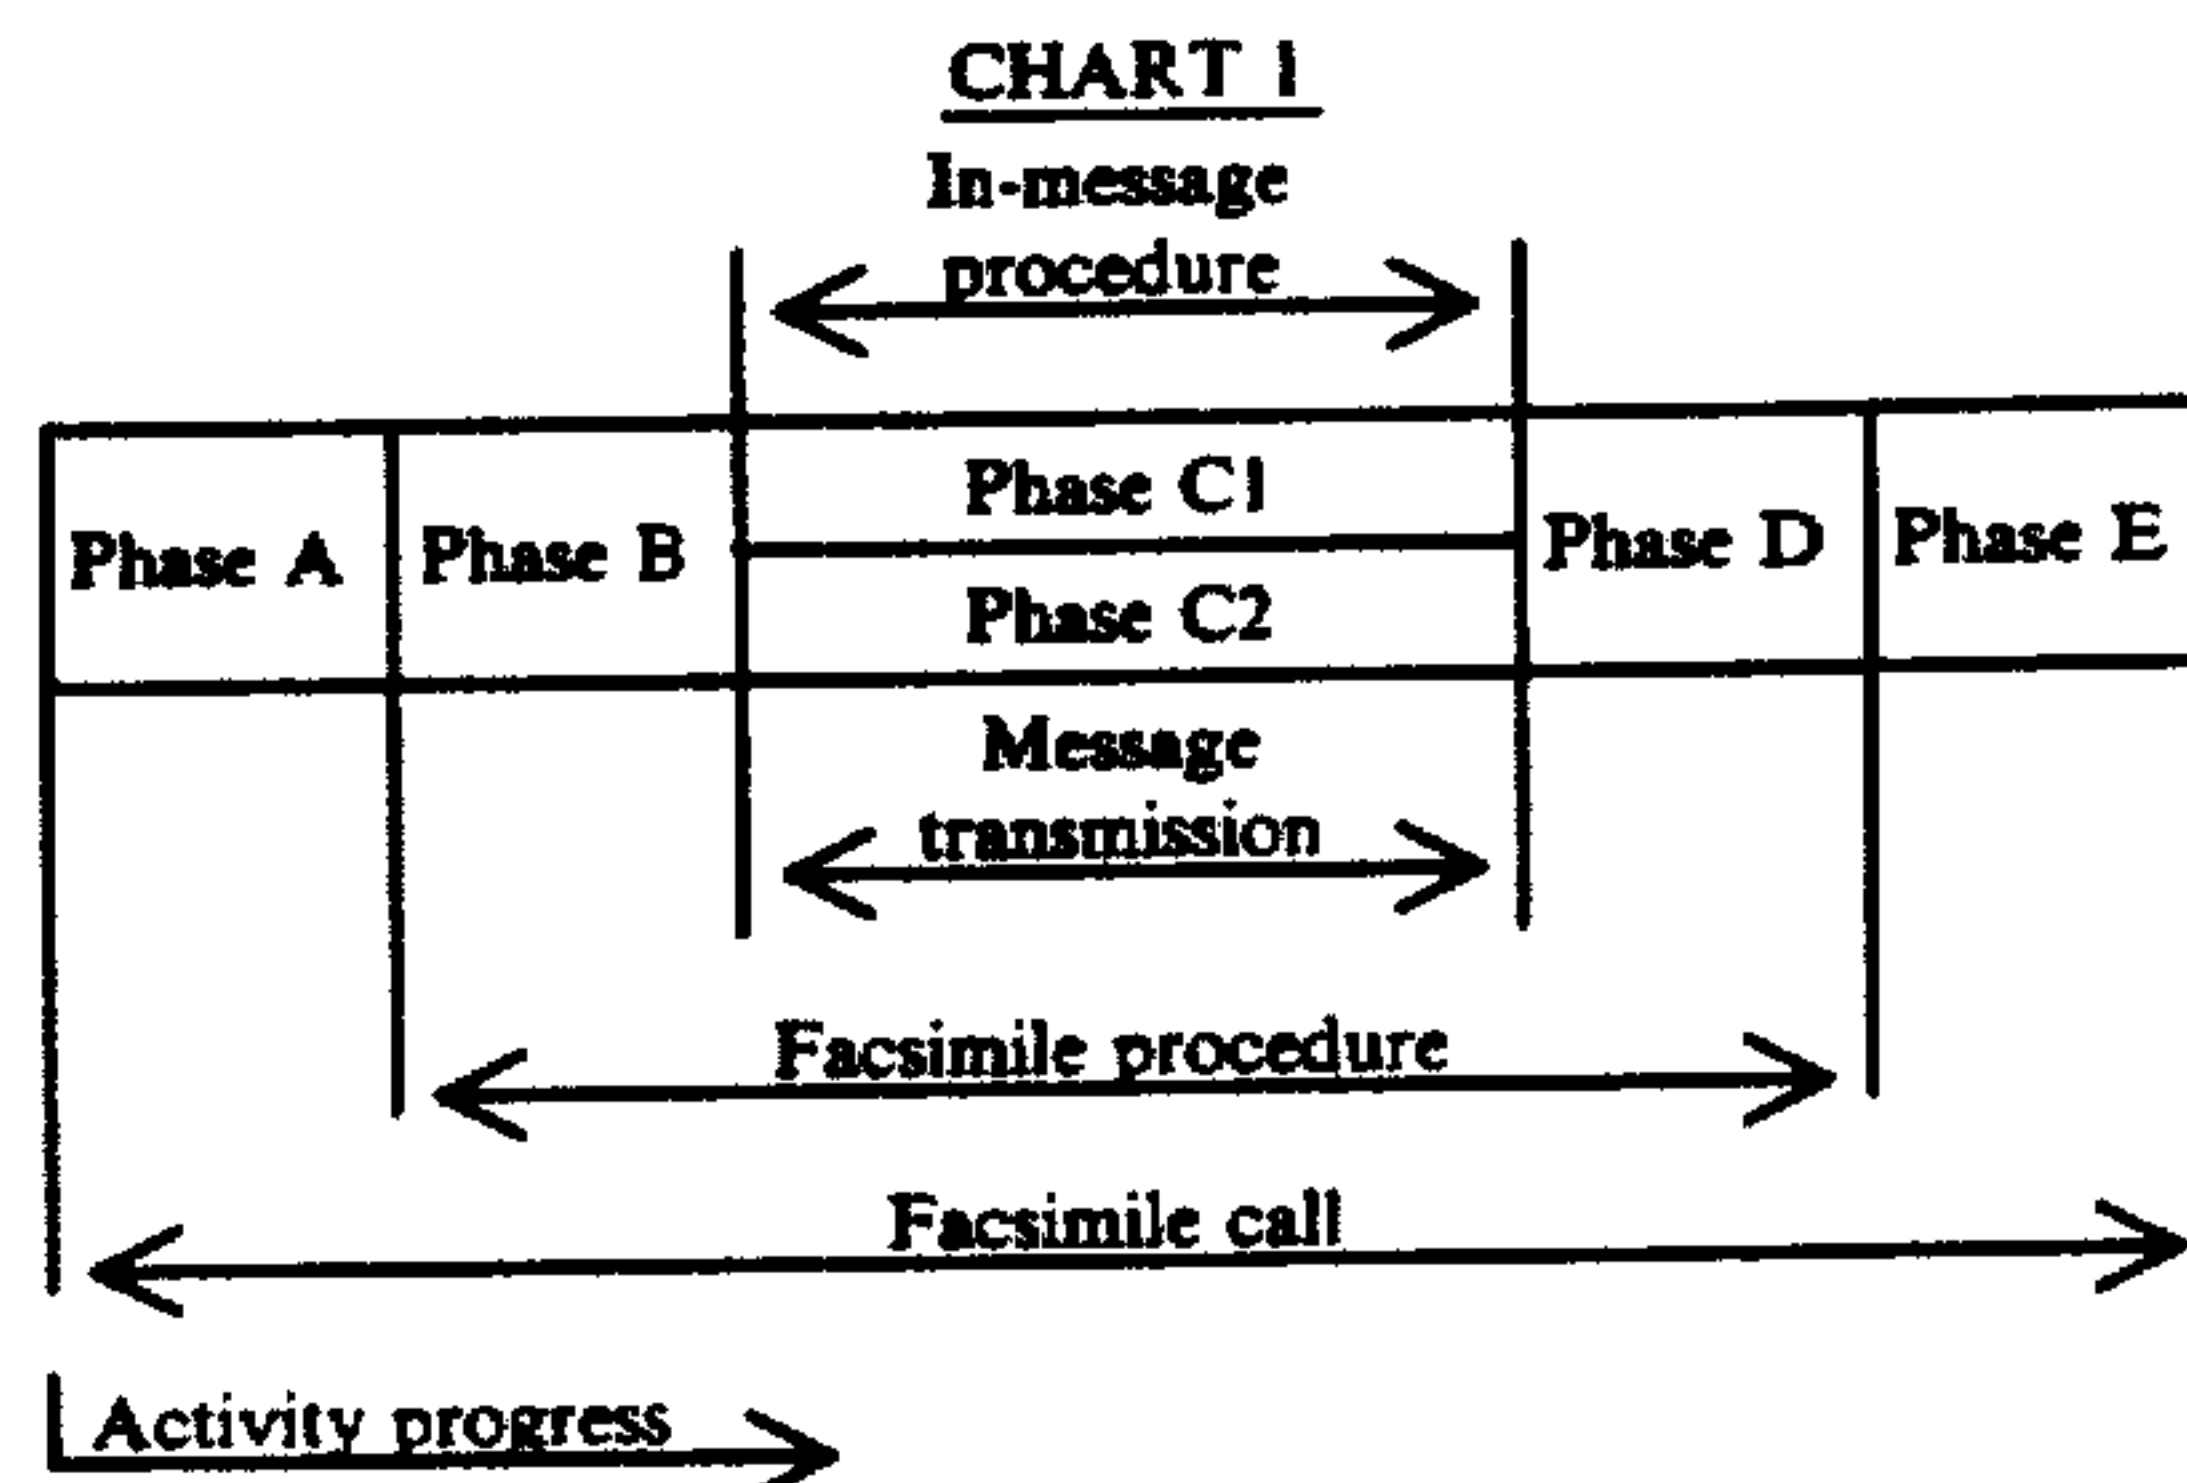 CHART 1
In-message
procedure
Phase A
Phase B
Phase C1
Phase C2
Phase D
Phase E
Message
transmission
Facsimile procedure
Facsimile call
Activity progress